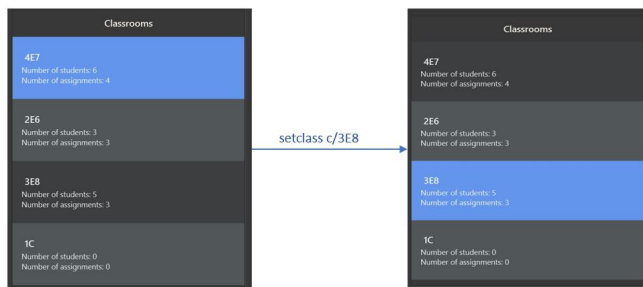 Classrooms
4E7
Number of students: 6
Number of assignments: 4
2E6
Number of students: 3
Number of assignments: 3
3E8
Number of students: 5
Number of assignments: 3
1C
Number of students: 0
Number of assignments: 0
setclass c/3E8
Classrooms
4E7
Number of students: 6
Number of assignments: 4
2E6
Number of students: 3
Number of assignments: 3
3E8
Number of students: 5
Number of assignments: 3
1C
Number of students: 0
Number of assignments: 0